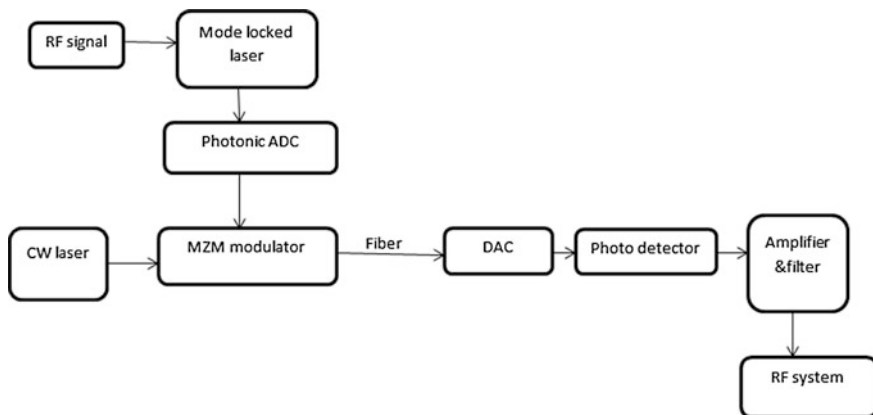 RF signal
Mode locked
laser
Photonic ADC
CW laser
MZM modulator
Fiber
DAC
Photo detector
Amplifier
&filter
RF system